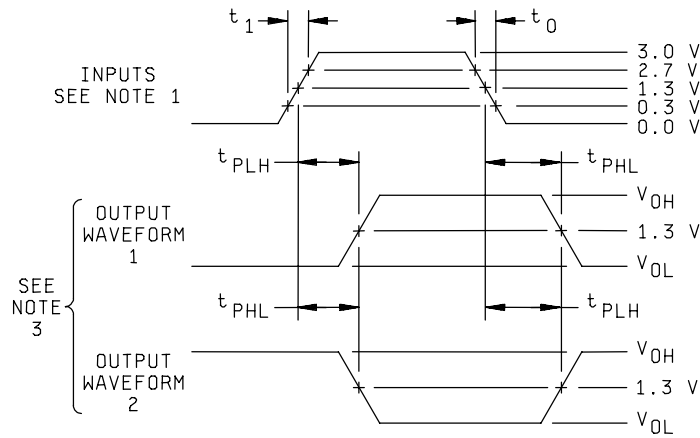 t1 t0
INPUTS
SEE NOTE 1
3.0 V
2.7 V
1.3 V
0.3 V
0.0 V
tPLH tPHL
OUTPUT
WAVEFORM
1
VOH
1.3 V
VOL
SEE
NOTE
3
tPHL tPLH
OUTPUT
WAVEFORM
2
VOH
1.3 V
VOL